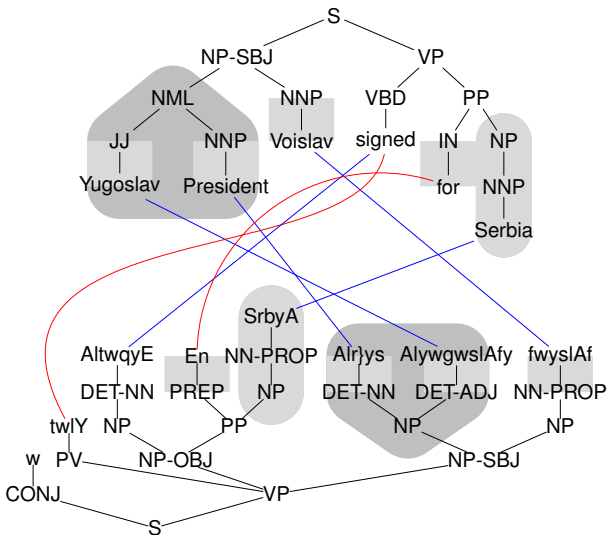 S
NP-SBJ VP
NML NNP VBD PP
JJ NNP Voislav signed IN NP
Yugoslav President for NNP
Serbia
SrbyA
AltwqyE En NN-PROP Alr}ys AlywgwslAfy fwyslAf
DET-NN PREP NP DET-NN DET-ADJ NN-PROP
twlY NP PP NP NP
w PV NP-OBJ NP-SBJ
CONJ VP
S